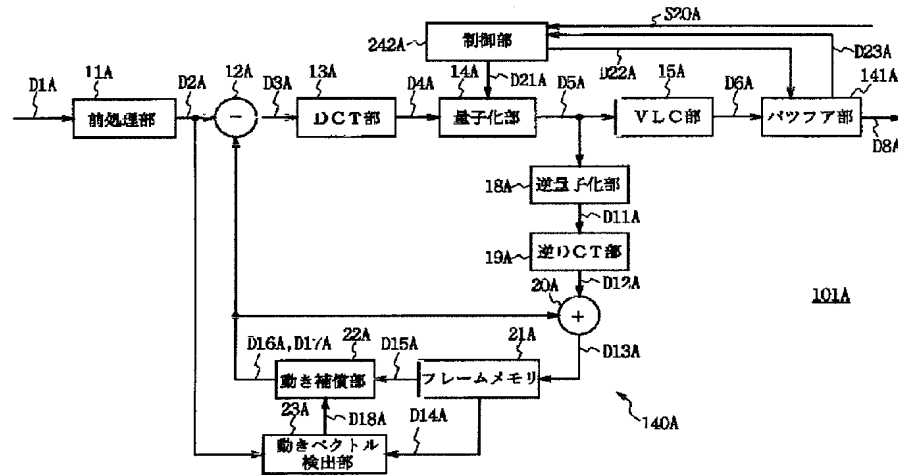 S20A
242A
制御部
D23A
D22A
D1A
11A
D2A
12A
D3A
13A
D4A
14A
D21A
D5A
15A
D6A
141A
前処理部
−
DCT部
量子化部
VLC部
バツフア部
D8A
18A
逆量子化部
D11A
19A
逆DCT部
D12A
20A
+
101A
D13A
D16A, D17A
22A
D15A
21A
動き補償部
フレームメモリ
23A
D18A
D14A
140A
動きベクトル
検出部